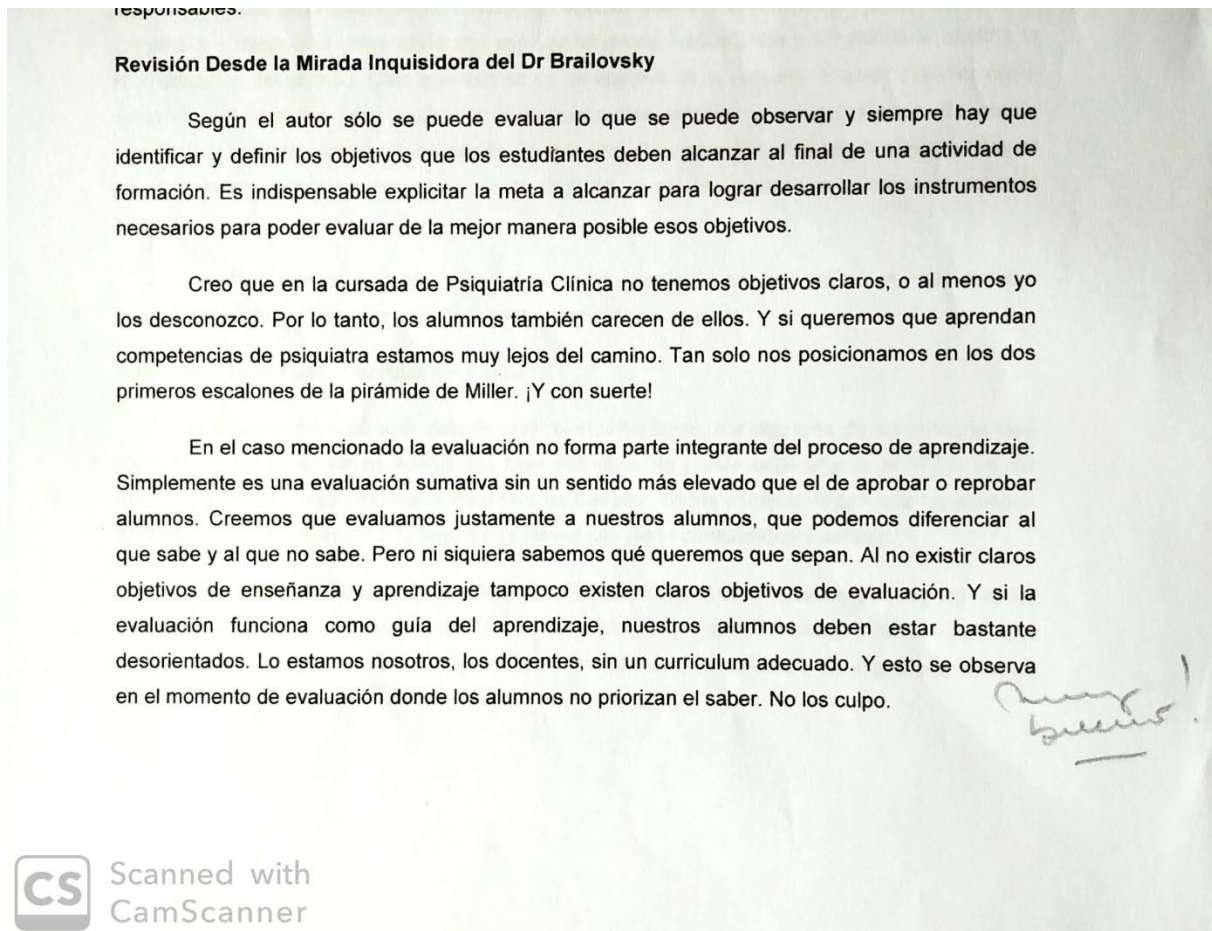 responsables.
Revisión Desde la Mirada Inquisidora del Dr Brailovsky
Según el autor sólo se puede evaluar lo que se puede observar y siempre hay que
identificar y definir los objetivos que los estudiantes deben alcanzar al final de una actividad de
formación. Es indispensable explicitar la meta a alcanzar para lograr desarrollar los instrumentos
necesarios para poder evaluar de la mejor manera posible esos objetivos.
Creo que en la cursada de Psiquiatría Clínica no tenemos objetivos claros, o al menos yo
los desconozco. Por lo tanto, los alumnos también carecen de ellos. Y si queremos que aprendan
competencias de psiquiatra estamos muy lejos del camino. Tan solo nos posicionamos en los dos
primeros escalones de la pirámide de Miller. ¡Y con suerte!
En el caso mencionado la evaluación no forma parte integrante del proceso de aprendizaje.
Simplemente es una evaluación sumativa sin un sentido más elevado que el de aprobar o reprobar
alumnos. Creemos que evaluamos justamente a nuestros alumnos, que podemos diferenciar al
que sabe y al que no sabe. Pero ni siquiera sabemos qué queremos que sepan. Al no existir claros
objetivos de enseñanza y aprendizaje tampoco existen claros objetivos de evaluación. Y si la
evaluación funciona como guía del aprendizaje, nuestros alumnos deben estar bastante
desorientados. Lo estamos nosotros, los docentes, sin un curriculum adecuado. Y esto se observa
en el momento de evaluación donde los alumnos no priorizan el saber. No los culpo.
Muy
bueno!
CS Scanned with
CamScanner